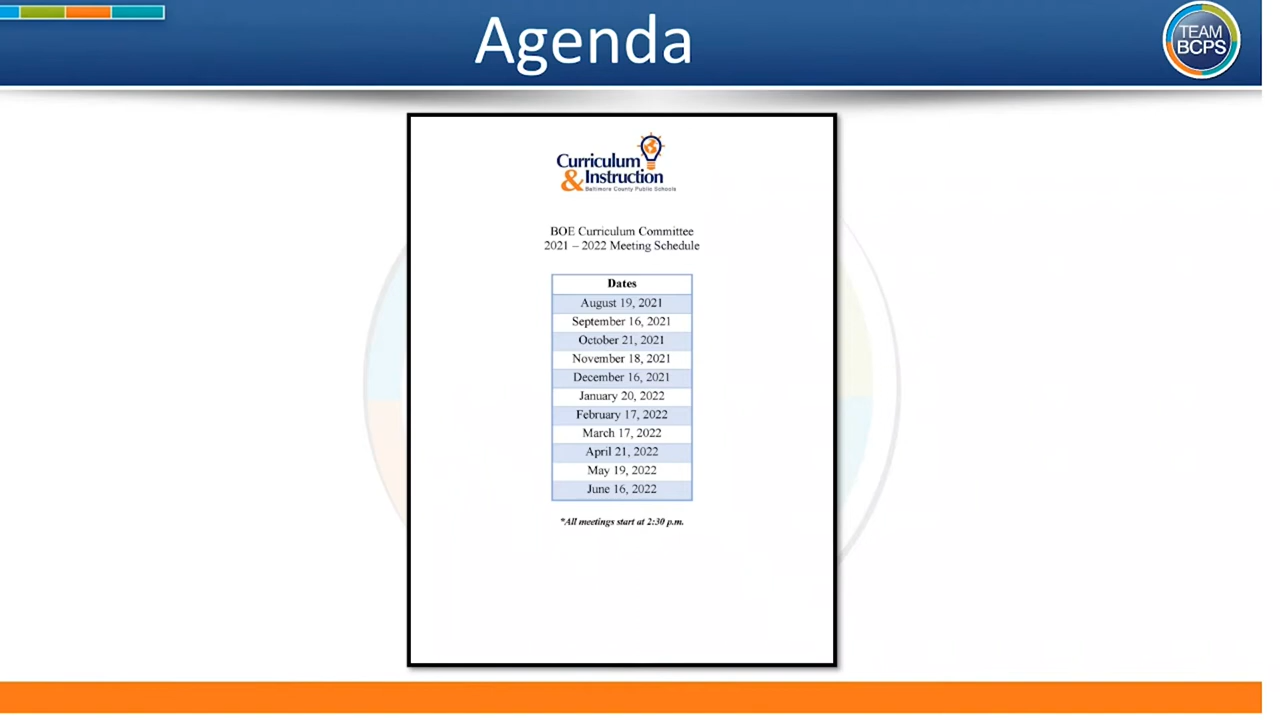 Agenda
TEAM
BCPS
Curriculum
& Instruction
Baltimore County Public Schools
BOE Curriculum Committee
2021 – 2022 Meeting Schedule
Dates
August 19, 2021
September 16, 2021
October 21, 2021
November 18, 2021
December 16, 2021
January 20, 2022
February 17, 2022
March 17, 2022
April 21, 2022
May 19, 2022
June 16, 2022
*All meetings start at 2:30 p.m.